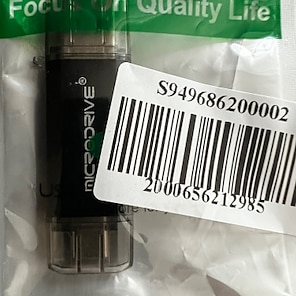 Focus On Quality Life
S949686200002
MICRODRIVE®
2000656212985